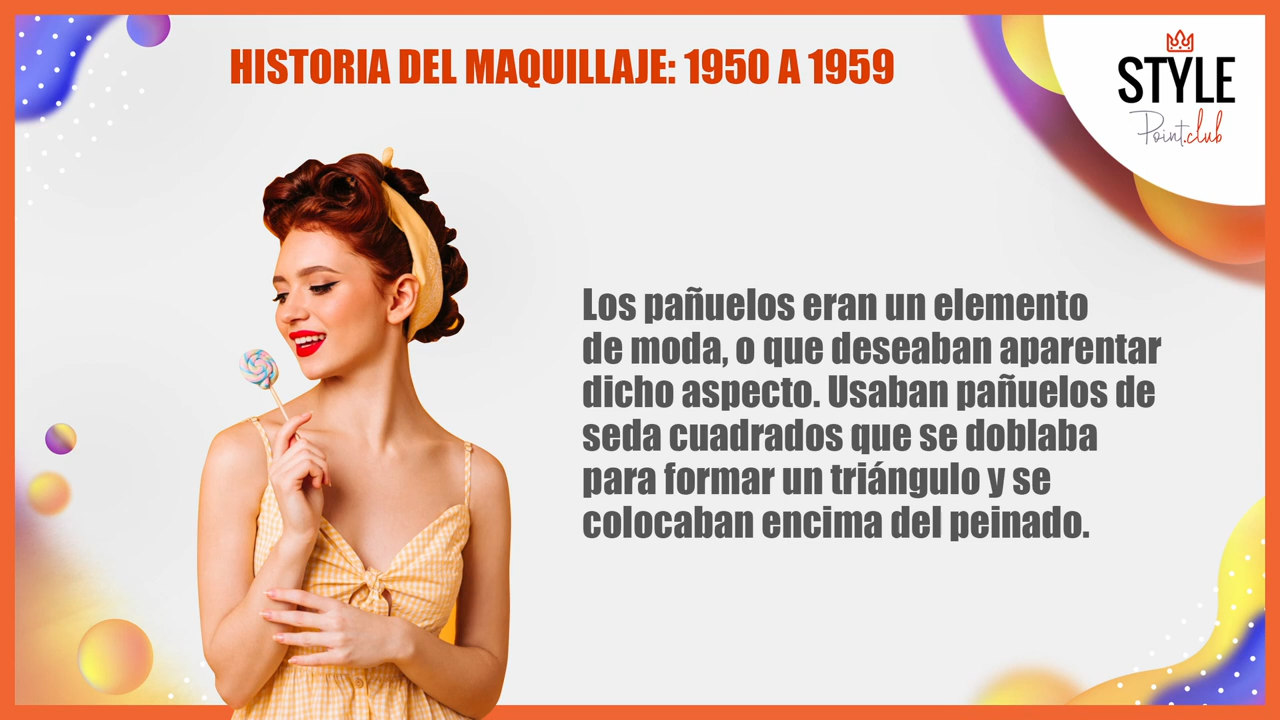 HISTORIA DEL MAQUILLAJE: 1950 A 1959
STYLE
Point.club
Los pañuelos eran un elemento
de moda, o que deseaban aparentar
dicho aspecto. Usaban pañuelos de
seda cuadrados que se doblaba
para formar un triángulo y se
colocaban encima del peinado.